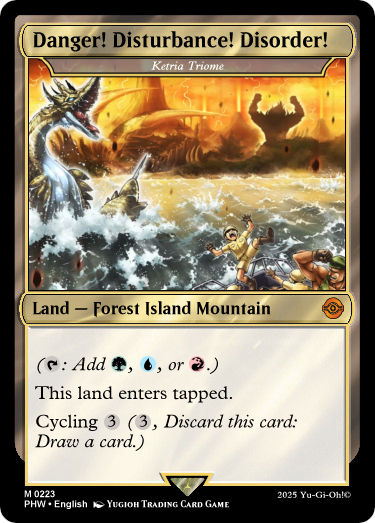 Danger! Disturbance! Disorder!
Ketria Triome
Land — Forest Island Mountain
(T: Add G, U, or R.)
This land enters tapped.
Cycling 3 (3, Discard this card:
Draw a card.)
M 0223
PHW • English YUGIOH TRADING CARD GAME
2025 Yu-Gi-Oh!©